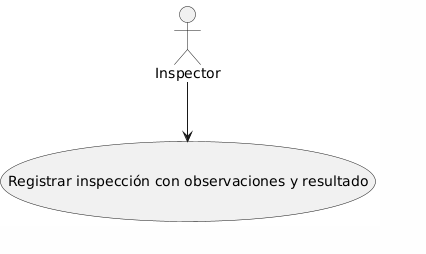 Inspector
Registrar inspección con observaciones y resultado